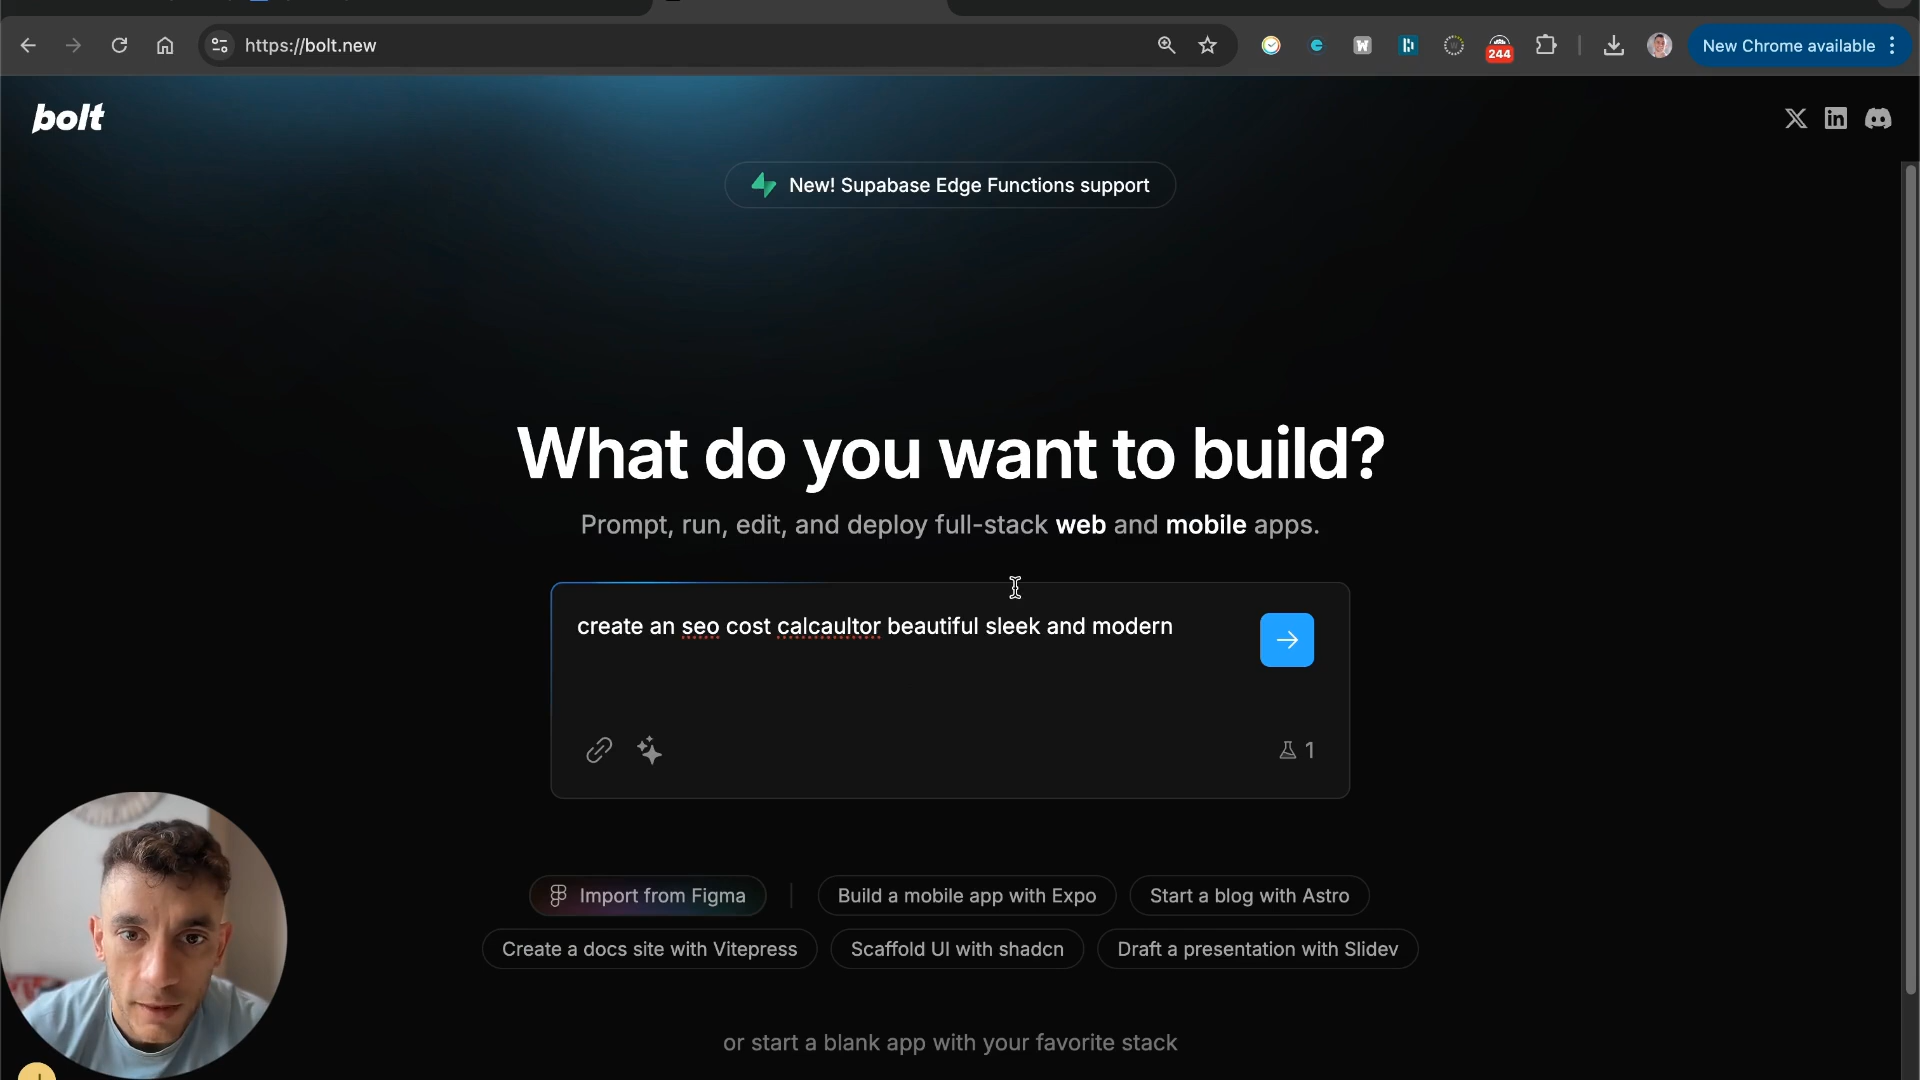 https://bolt.new
244
New Chrome available
bolt
New! Supabase Edge Functions support
What do you want to build?
Prompt, run, edit, and deploy full-stack web and mobile apps.
create an seo cost calcaultor beautiful sleek and modern
1
Import from Figma
Build a mobile app with Expo
Start a blog with Astro
Create a docs site with Vitepress
Scaffold UI with shadcn
Draft a presentation with Slidev
or start a blank app with your favorite stack